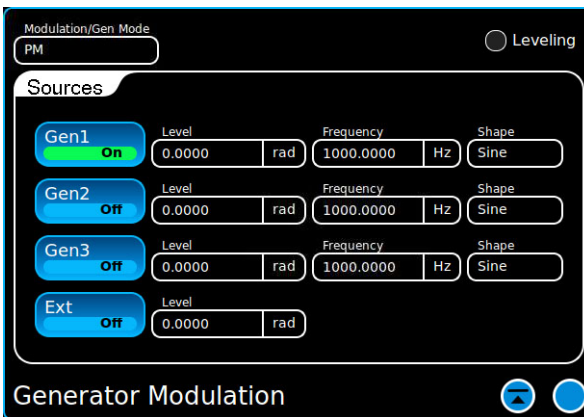 Modulation/Gen Mode
PM
Leveling
Sources
Gen1
On
Level
0.0000 rad
Frequency
1000.0000 Hz
Shape
Sine
Gen2
Off
Level
0.0000 rad
Frequency
1000.0000 Hz
Shape
Sine
Gen3
Off
Level
0.0000 rad
Frequency
1000.0000 Hz
Shape
Sine
Ext
Off
Level
0.0000 rad
Generator Modulation